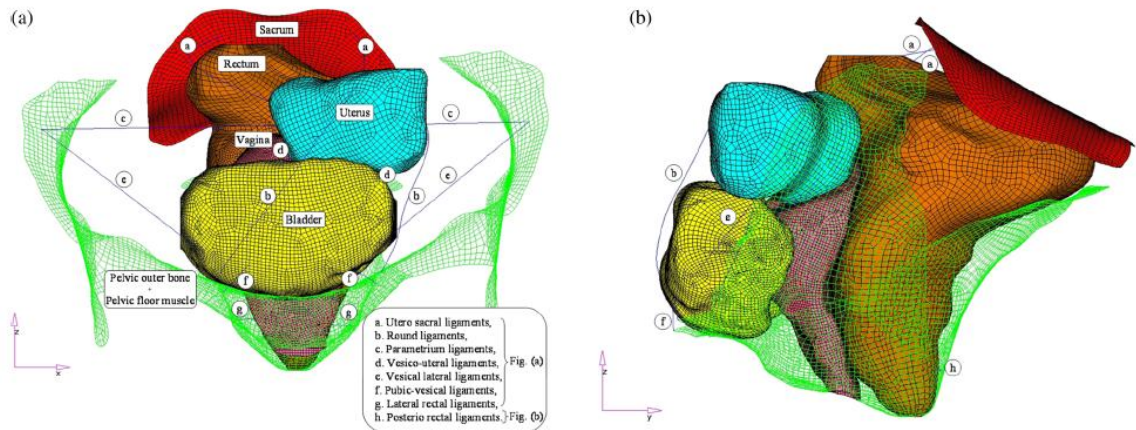 (a)
Sacrum
a
a
Rectum
Uterus
c
c
Vagina
d
d
e
e
b
b
Bladder
f
f
g
g
Pelvic outer bone
+
Pelvic floor muscle
a. Utero sacral ligaments,
b. Round ligaments,
c. Parametrium ligaments,
d. Vesico-uteral ligaments,
e. Vesical lateral ligaments,
f. Pubic-vesical ligaments,
g. Lateral rectal ligaments,
Fig. (a)
h. Posterio rectal ligaments.
Fig. (b)
z
x
(b)
a
a
b
e
f
h
z
y